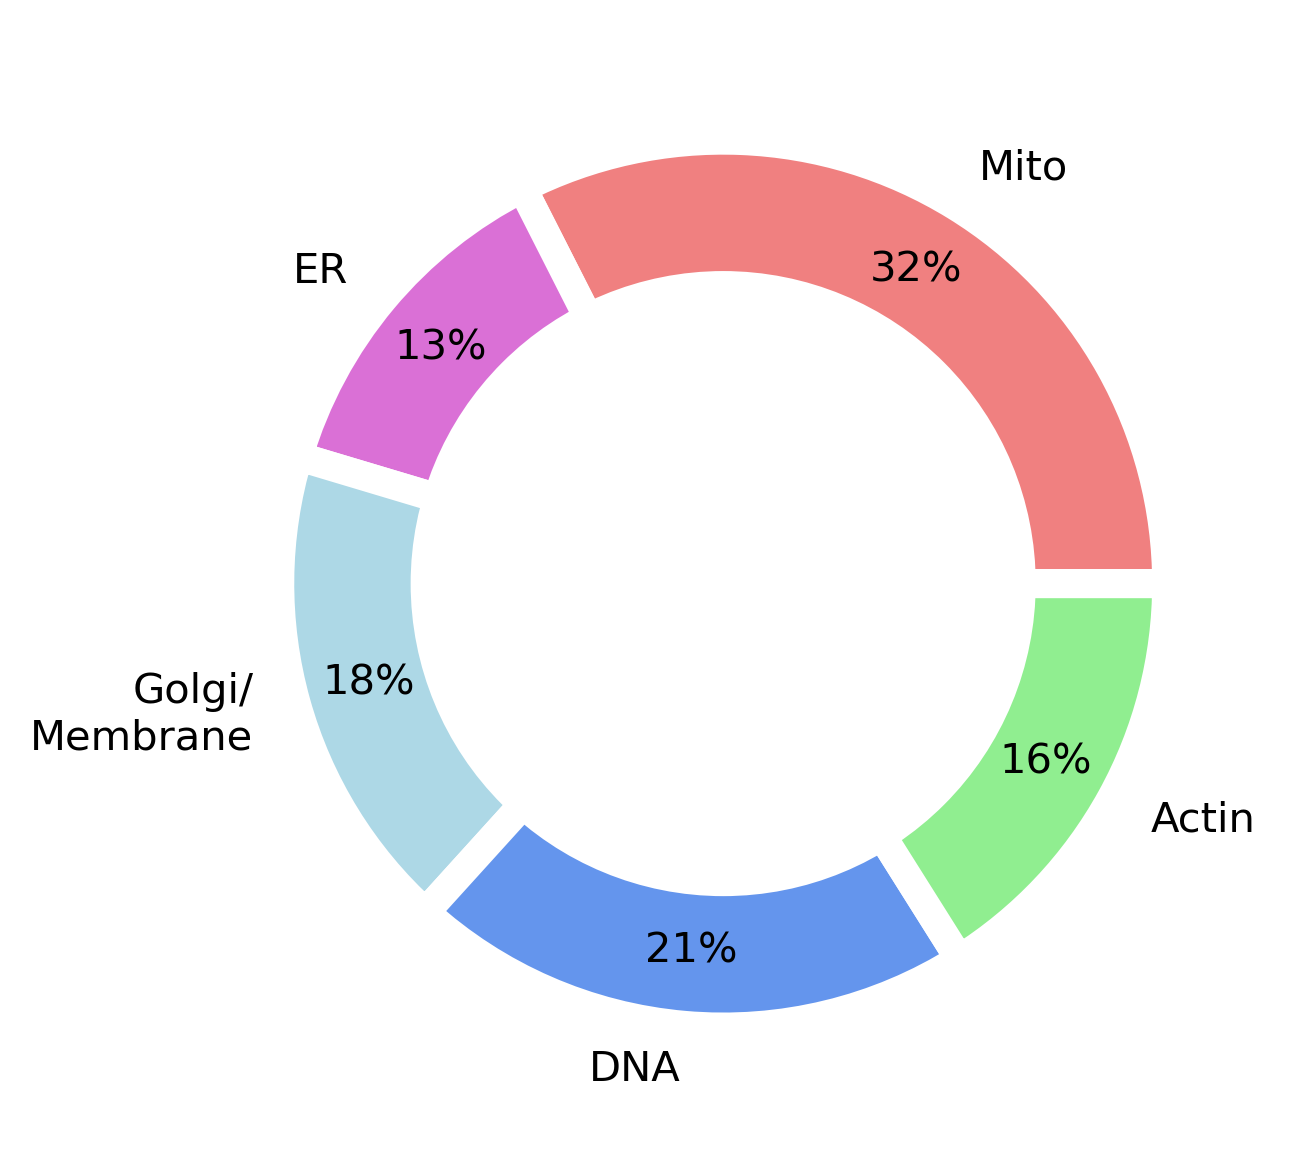 Mito
32%
ER
13%
Golgi/
Membrane
18%
16%
Actin
21%
DNA